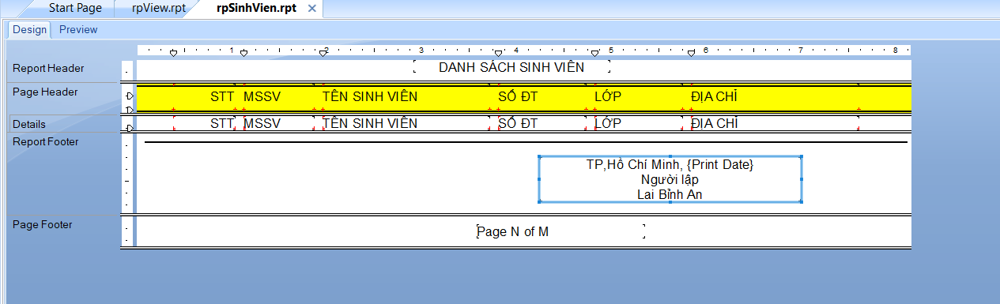 Start Page rpView.rpt rpSinhVien.rpt
Design Preview
1 2 3 4 5 6 7 8
Report Header DANH SÁCH SINH VIÊN
Page Header STT MSSV TÊN SINH VIÊN SỐ ĐT LỚP ĐỊA CHỈ
Details STT MSSV TÊN SINH VIÊN SỐ ĐT LỚP ĐỊA CHỈ
Report Footer
TP,Hồ Chí Minh, {Print Date}
Người lập
Lai Bỉnh An
Page Footer Page N of M